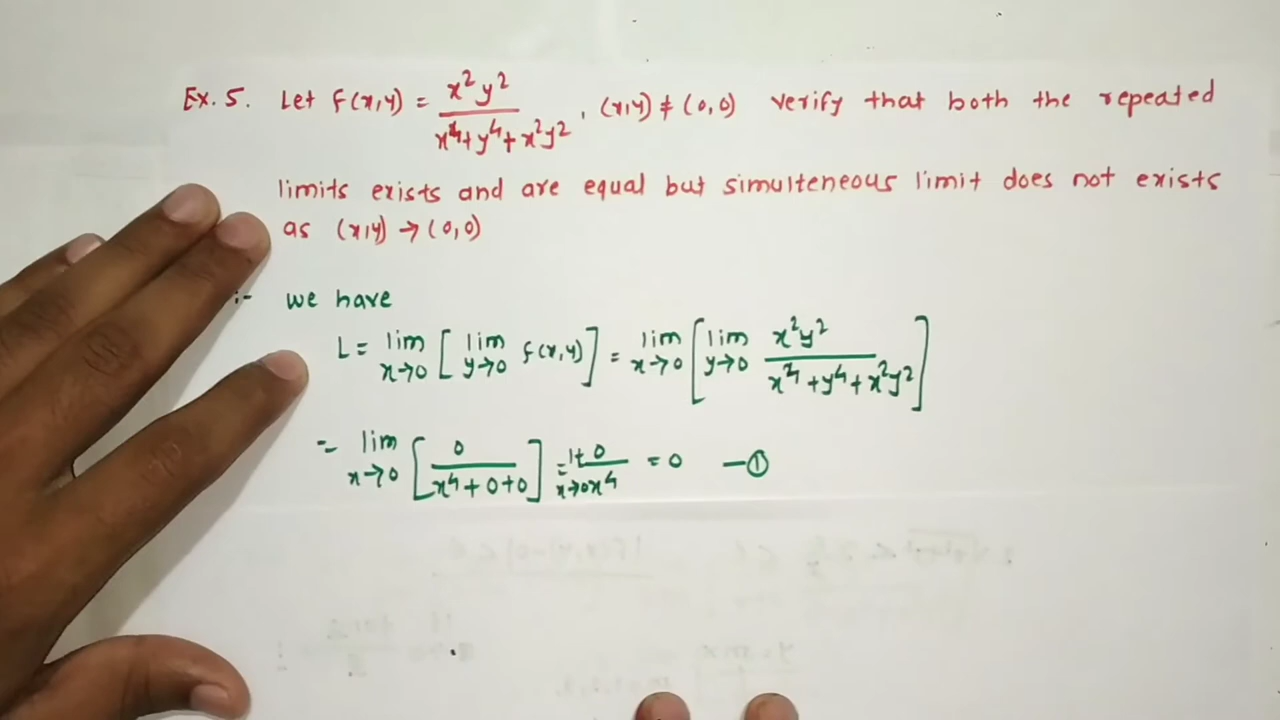 Ex. 5. Let f(x,y) = x²y² / x⁴+y⁴+x²y² , (x,y) ≠ (0,0) verify that both the repeated
limits exists and are equal but simulteneous limit does not exists
as (x,y) → (0,0)
:- we have
L = lim x→0 [ lim y→0 f(x,y) ] = lim x→0 [ lim y→0 x²y² / x⁴+y⁴+x²y² ]
= lim x→0 [ 0 / x⁴+0+0 ] = lt x→0 0 / x⁴ = 0 — ①